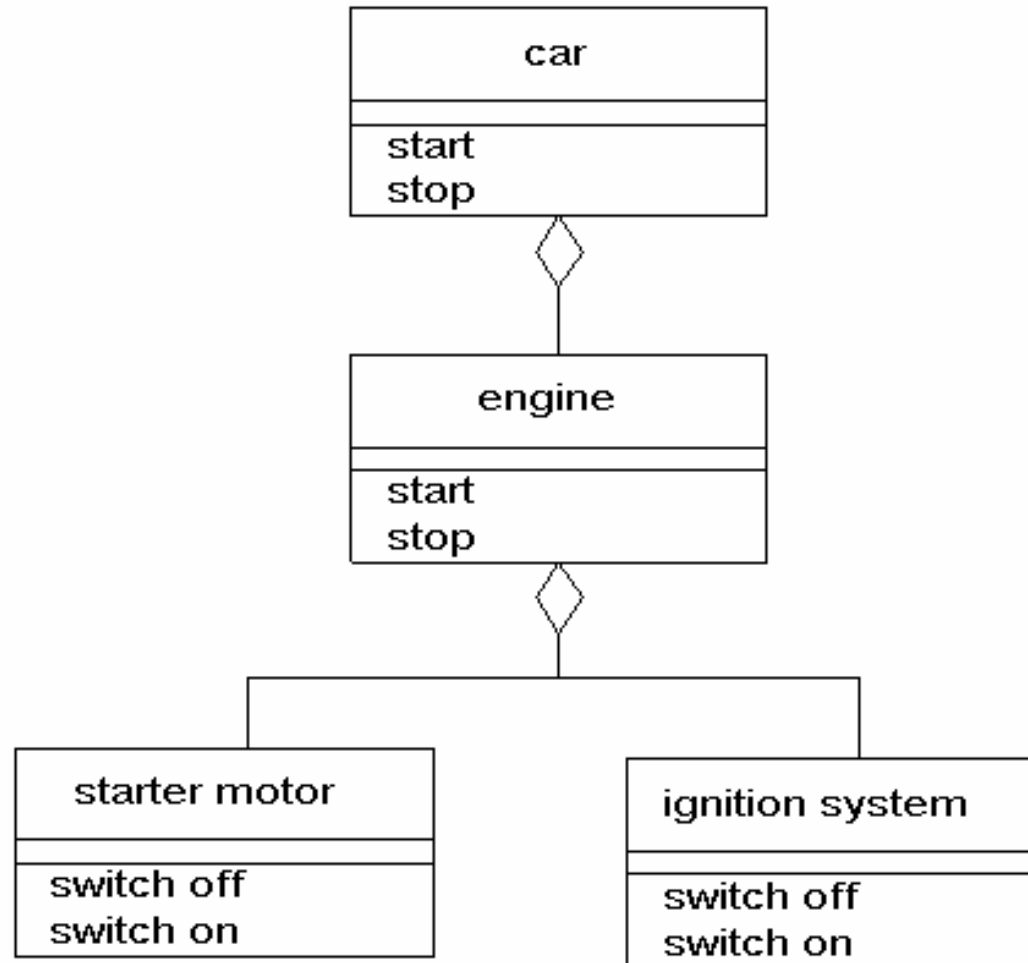 car
start
stop
engine
start
stop
starter motor
switch off
switch on
ignition system
switch off
switch on